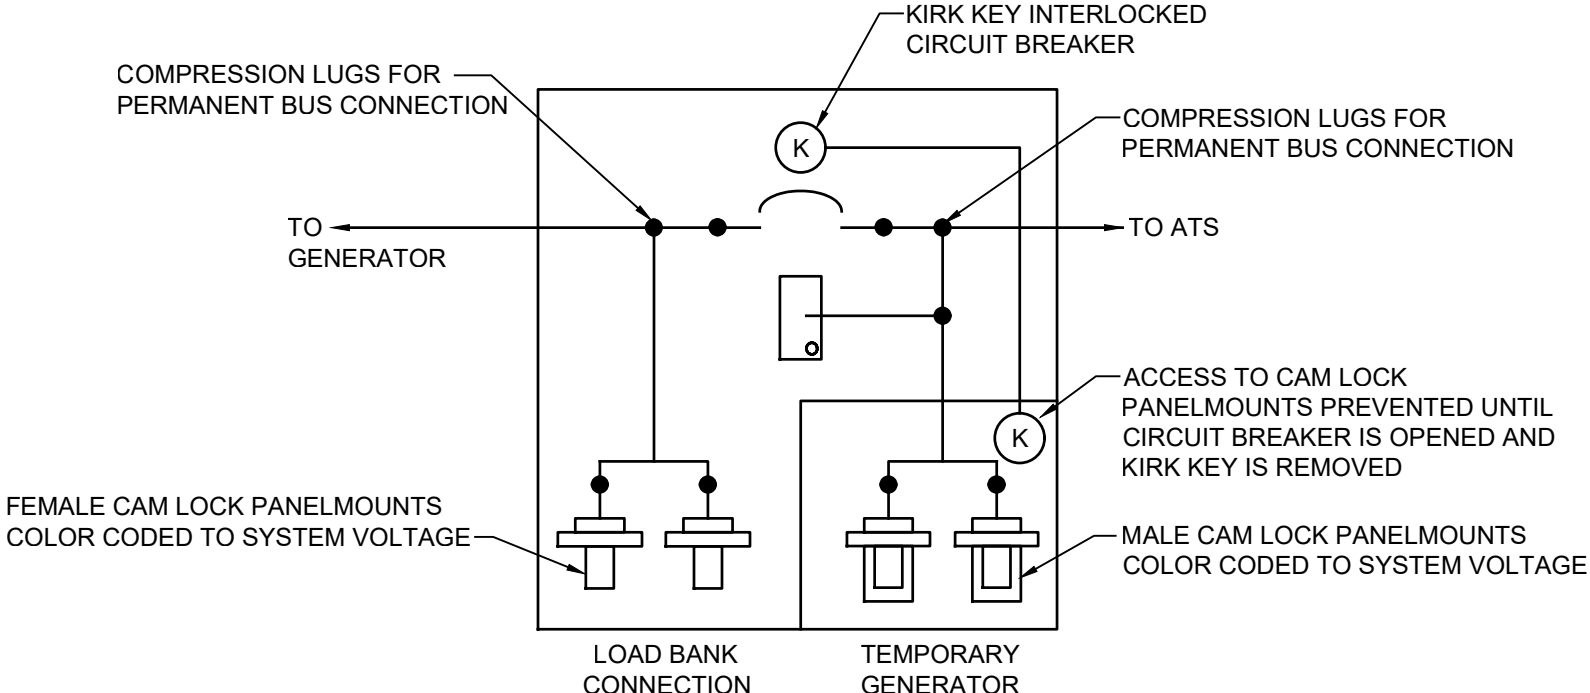 KIRK KEY INTERLOCKED
CIRCUIT BREAKER
COMPRESSION LUGS FOR
PERMANENT BUS CONNECTION
K
COMPRESSION LUGS FOR
PERMANENT BUS CONNECTION
TO
GENERATOR
TO ATS
ACCESS TO CAM LOCK
PANELMOUNTS PREVENTED UNTIL
CIRCUIT BREAKER IS OPENED AND
KIRK KEY IS REMOVED
K
FEMALE CAM LOCK PANELMOUNTS
COLOR CODED TO SYSTEM VOLTAGE
MALE CAM LOCK PANELMOUNTS
COLOR CODED TO SYSTEM VOLTAGE
LOAD BANK
CONNECTION
TEMPORARY
GENERATOR